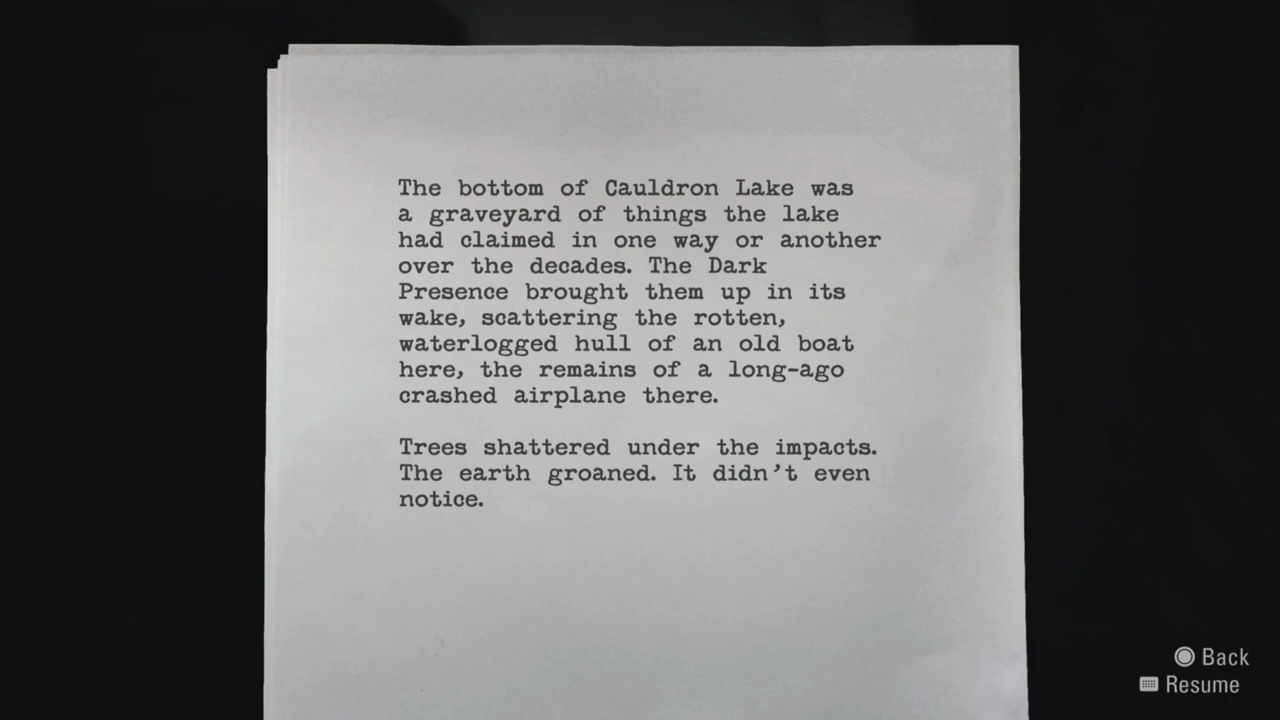 The bottom of Cauldron Lake was
a graveyard of things the lake
had claimed in one way or another
over the decades. The Dark
Presence brought them up in its
wake, scattering the rotten,
waterlogged hull of an old boat
here, the remains of a long-ago
crashed airplane there.
Trees shattered under the impacts.
The earth groaned. It didn't even
notice.
Back
Resume